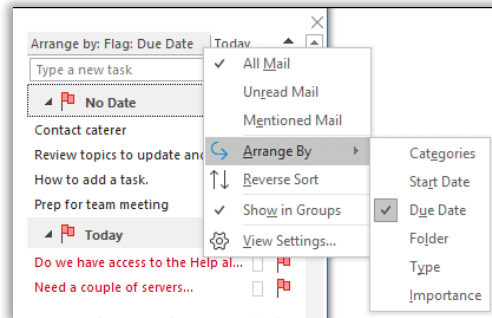 Arrange by: Flag: Due Date Today
Type a new task
No Date
Contact caterer
Review topics to update and
How to add a task.
Prep for team meeting
Today
Do we have access to the Help al...
Need a couple of servers...
All Mail
Unread Mail
Mentioned Mail
Arrange By
Reverse Sort
Show in Groups
View Settings...
Categories
Start Date
Due Date
Folder
Type
Importance